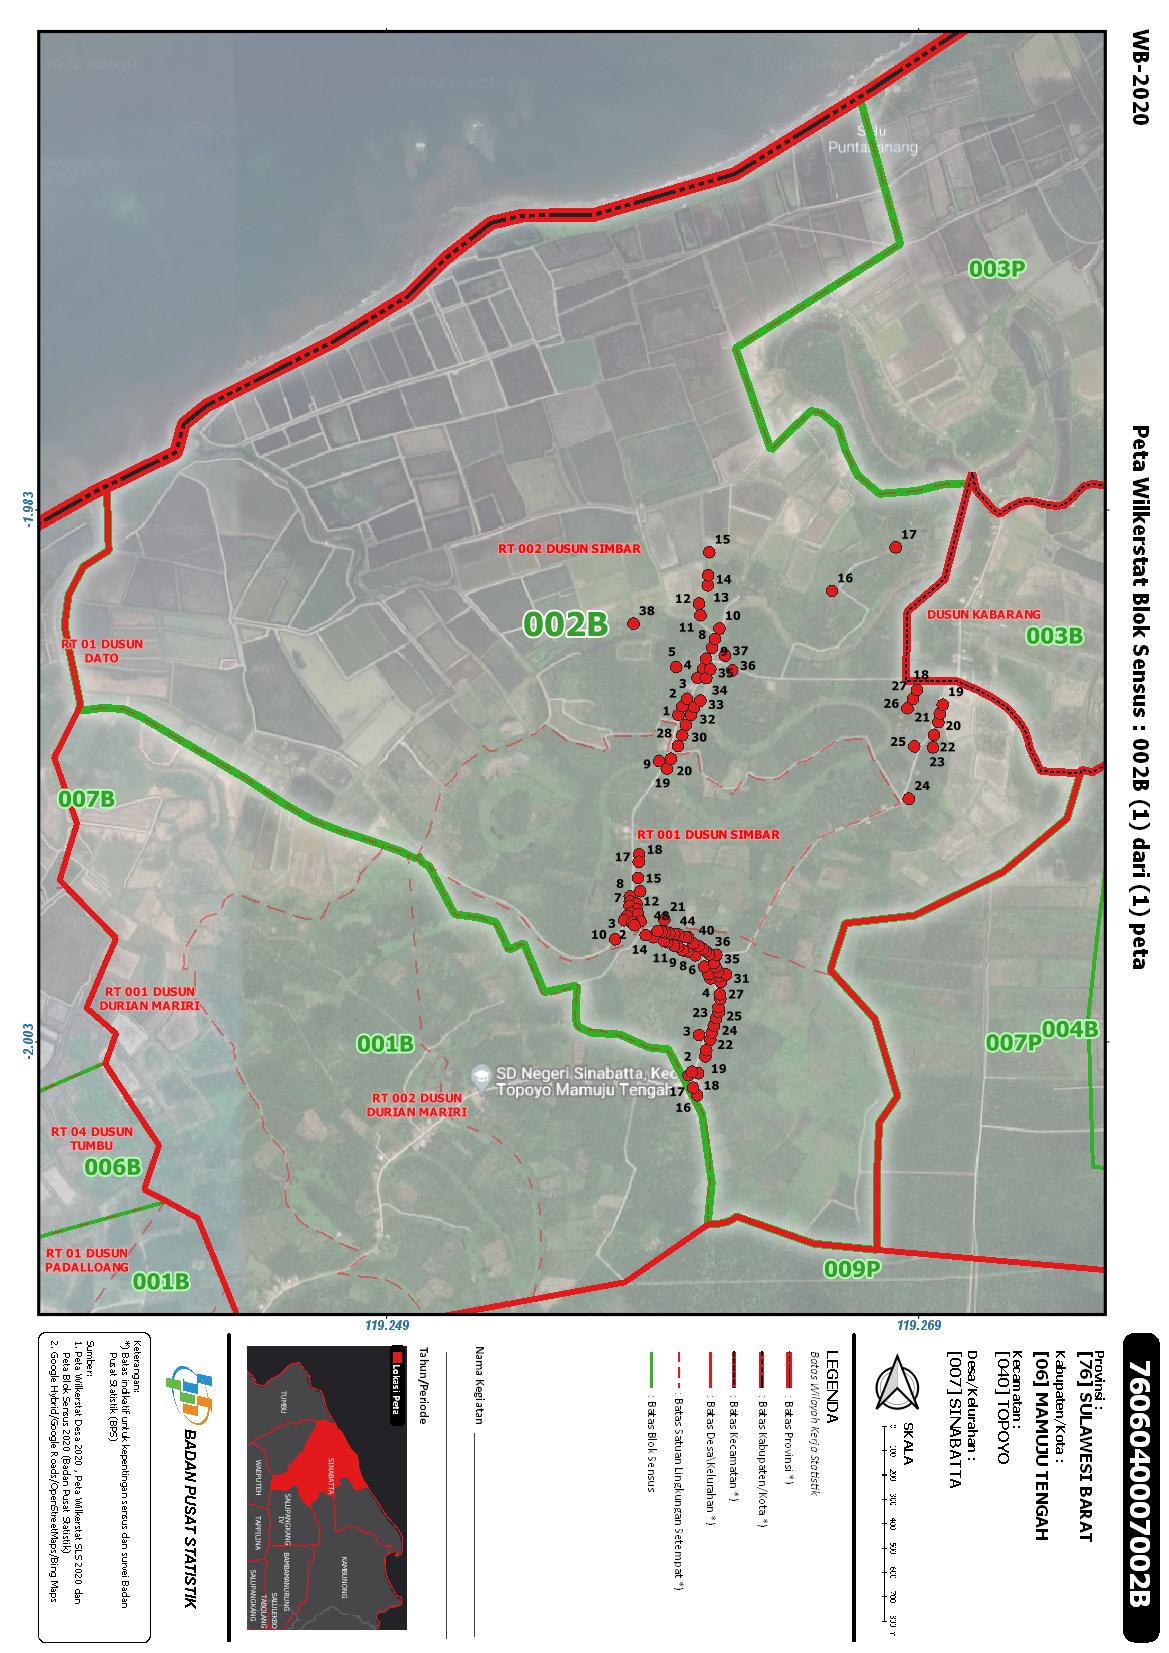 WB-2020
Peta Wilkerstat Blok Sensus : 002B (1) dari (1) peta
2022 Google
© 2022 Google
© 2022 Google
003P
-1.983
-2.003
119.249
119.269
RT 002 DUSUN SIMBAR
002B
DUSUN KABARANG
003B
RT 01 DUSUN
DATO
007B
RT 001 DUSUN SIMBAR
RT 001 DUSUN
DURIAN MARIRI
001B
007P
004B
SD Negeri Sinabatta, Kec
Topoyo Mamuju Tengah
RT 002 DUSUN
DURIAN MARIRI
RT 04 DUSUN
TUMBU
006B
RT 01 DUSUN
PADALLOANG
001B
009P
15
14
12
13
10
11
8
9
37
36
35
5
4
3
34
2
33
1
32
28
30
9
20
19
38
16
17
18
27
19
26
21
20
25
22
23
24
18
17
15
8
7
12
3
2
10
21
48
44
40
14
11
9
8
6
36
35
31
4
27
23
25
3
24
22
2
19
17
18
16
7606040007002B
Provinsi :
[76] SULAWESI BARAT
Kabupaten/Kota :
[06] MAMUJU TENGAH
Kecamatan :
[040] TOPOYO
Desa/Kelurahan :
[007] SINABATTA
SKALA
0 100 200 300 400 500 600 700 800
LEGENDA
Batas Wilayah Kerja Statistik
: Batas Provinsi *)
: Batas Kabupaten/Kota *)
: Batas Kecamatan *)
: Batas Desa\Kelurahan *)
: Batas Satuan Lingkungan Setempat *)
: Batas Blok Sensus
Nama Kegiatan
Tahun/Periode
Lokasi Peta
TUMBU
SINABATTA
WAEPUTEH
SALUPANGKANG
IV
TAPPILINA
BAMBAMANURUNG
KAMBUNONG
SALULEKBO
TABOLANG
SALUPANGKANG
BADAN PUSAT STATISTIK
Keterangan:
*) Batas indikatif untuk kepentingan sensus dan survei Badan
Pusat Statistik (BPS)
Sumber:
1. Peta Wilkerstat Desa 2020 , Peta Wilkerstat SLS 2020 dan
Peta Blok Sensus 2020 (Badan Pusat Statistik)
2. Google Hybrid/Google Roads/OpenStreetMaps/Bing Maps